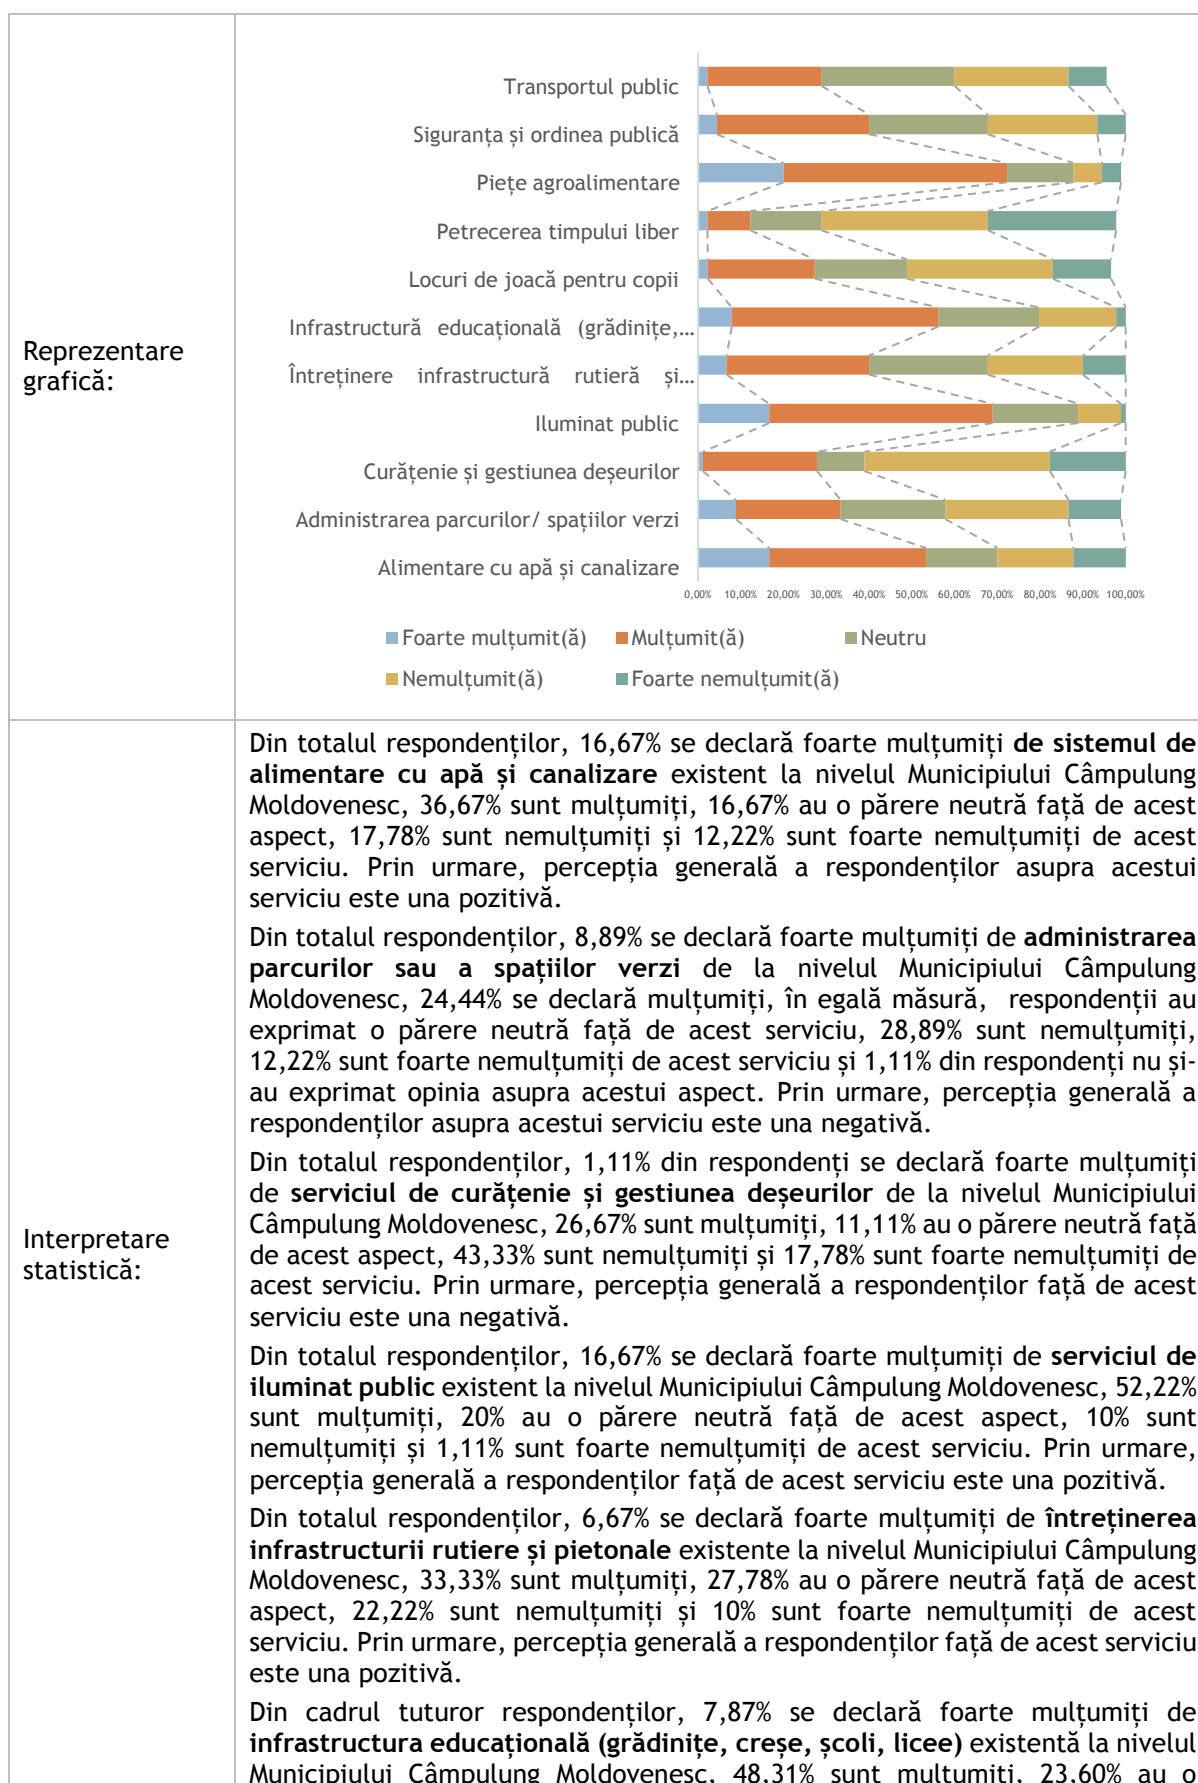 Reprezentare
grafică:
Transportul public
Siguranța și ordinea publică
Piețe agroalimentare
Petrecerea timpului liber
Locuri de joacă pentru copii
Infrastructură educațională (grădinițe,…
Întreținere infrastructură rutieră și…
Iluminat public
Curățenie și gestiunea deșeurilor
Administrarea parcurilor/ spațiilor verzi
Alimentare cu apă și canalizare
0,00% 10,00% 20,00% 30,00% 40,00% 50,00% 60,00% 70,00% 80,00% 90,00% 100,00%
Foarte mulțumit(ă) Mulțumit(ă) Neutru
Nemulțumit(ă) Foarte nemulțumit(ă)
Interpretare
statistică:
Din totalul respondenților, 16,67% se declară foarte mulțumiți de sistemul de
alimentare cu apă și canalizare existent la nivelul Municipiului Câmpulung
Moldovenesc, 36,67% sunt mulțumiți, 16,67% au o părere neutră față de acest
aspect, 17,78% sunt nemulțumiți și 12,22% sunt foarte nemulțumiți de acest
serviciu. Prin urmare, percepția generală a respondenților asupra acestui
serviciu este una pozitivă.
Din totalul respondenților, 8,89% se declară foarte mulțumiți de administrarea
parcurilor sau a spațiilor verzi de la nivelul Municipiului Câmpulung
Moldovenesc, 24,44% se declară mulțumiți, în egală măsură, respondenții au
exprimat o părere neutră față de acest serviciu, 28,89% sunt nemulțumiți,
12,22% sunt foarte nemulțumiți de acest serviciu și 1,11% din respondenți nu și-
au exprimat opinia asupra acestui aspect. Prin urmare, percepția generală a
respondenților asupra acestui serviciu este una negativă.
Din totalul respondenților, 1,11% din respondenți se declară foarte mulțumiți
de serviciul de curățenie și gestiunea deșeurilor de la nivelul Municipiului
Câmpulung Moldovenesc, 26,67% sunt mulțumiți, 11,11% au o părere neutră față
de acest aspect, 43,33% sunt nemulțumiți și 17,78% sunt foarte nemulțumiți de
acest serviciu. Prin urmare, percepția generală a respondenților față de acest
serviciu este una negativă.
Din totalul respondenților, 16,67% se declară foarte mulțumiți de serviciul de
iluminat public existent la nivelul Municipiului Câmpulung Moldovenesc, 52,22%
sunt mulțumiți, 20% au o părere neutră față de acest aspect, 10% sunt
nemulțumiți și 1,11% sunt foarte nemulțumiți de acest serviciu. Prin urmare,
percepția generală a respondenților față de acest serviciu este una pozitivă.
Din totalul respondenților, 6,67% se declară foarte mulțumiți de întreținerea
infrastructurii rutiere și pietonale existente la nivelul Municipiului Câmpulung
Moldovenesc, 33,33% sunt mulțumiți, 27,78% au o părere neutră față de acest
aspect, 22,22% sunt nemulțumiți și 10% sunt foarte nemulțumiți de acest
serviciu. Prin urmare, percepția generală a respondenților față de acest serviciu
este una pozitivă.
Din cadrul tuturor respondenților, 7,87% se declară foarte mulțumiți de
infrastructura educațională (grădinițe, creșe, școli, licee) existentă la nivelul
Municipiului Câmpulung Moldovenesc, 48,31% sunt mulțumiți, 23,60% au o